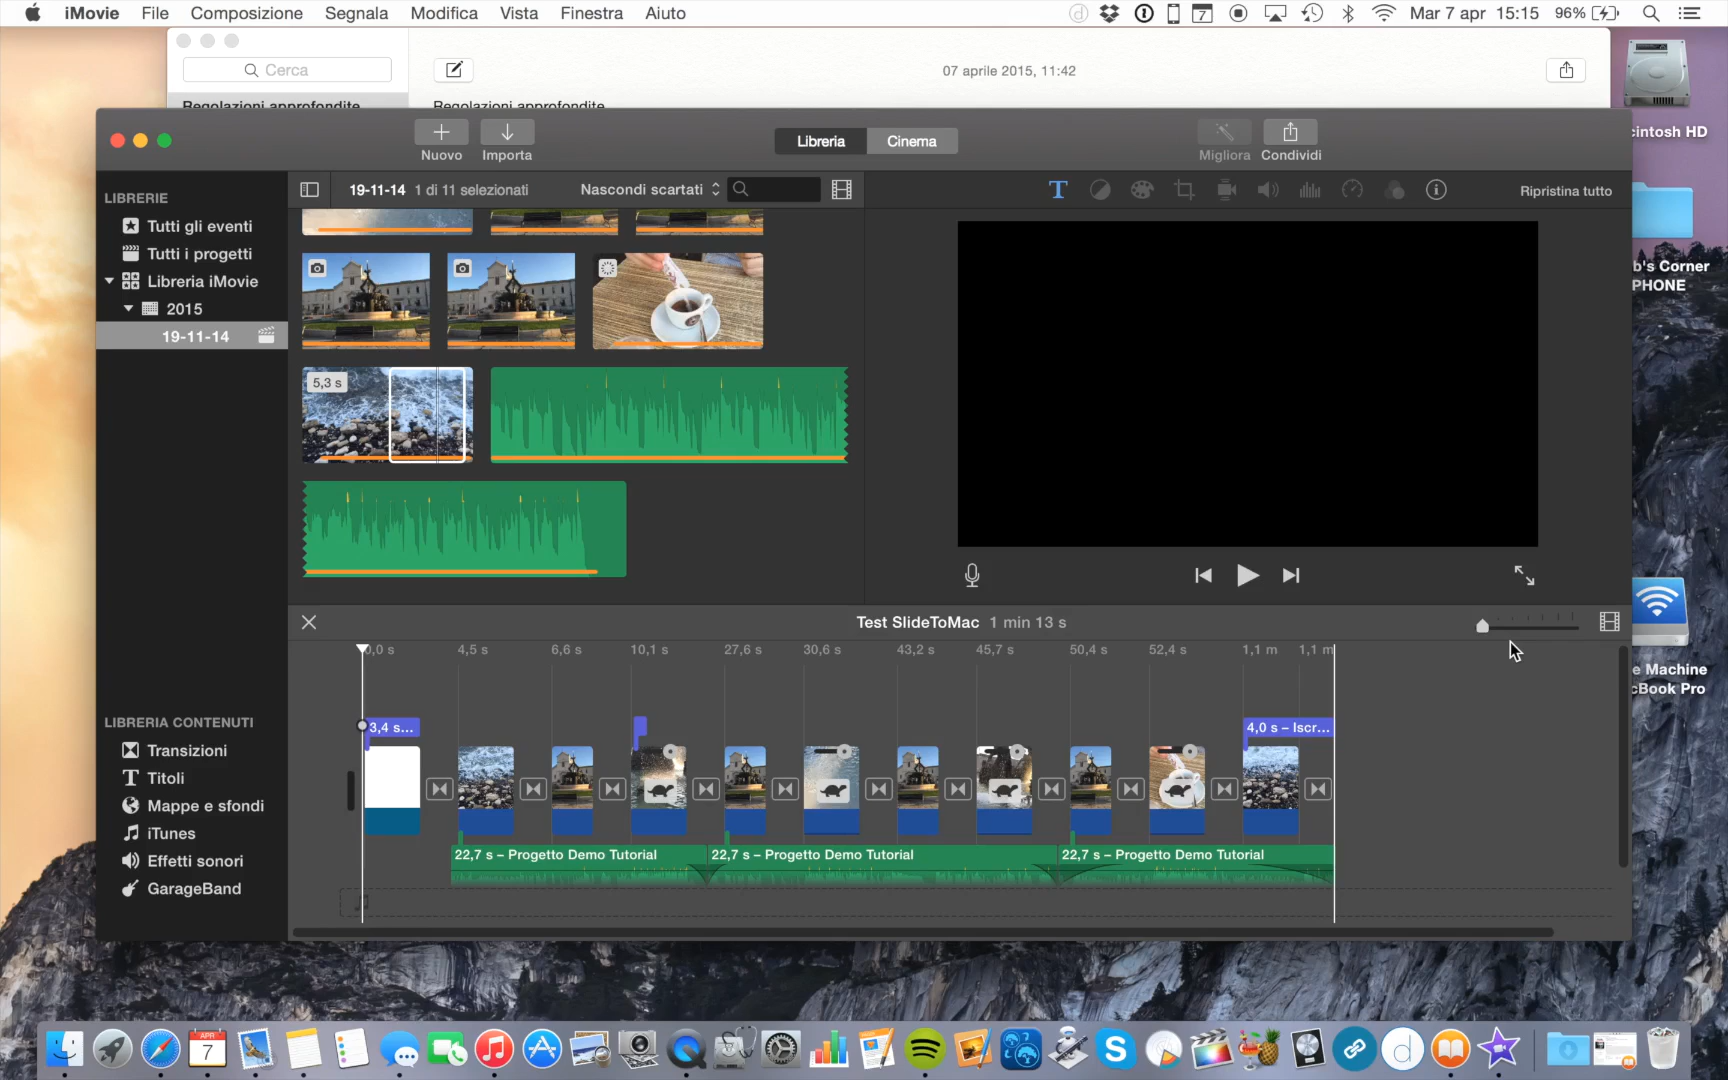 iMovie File Composizione Segnala Modifica Vista Finestra Aiuto
7 Mar 7 apr 15:15 96%
Cerca
07 aprile 2015, 11:42
Regolazioni approfondite
Regolazioni approfondite
cintosh HD
Nuovo Importa
Libreria Cinema
Migliora Condividi
LIBRERIE
19-11-14 1 di 11 selezionati
Nascondi scartati
T
Ripristina tutto
Tutti gli eventi
Tutti i progetti
Libreria iMovie
2015
19-11-14
b's Corner
PHONE
5,3 s
Test SlideToMac 1 min 13 s
0,0 s 4,5 s 6,6 s 10,1 s 27,6 s 30,6 s 43,2 s 45,7 s 50,4 s 52,4 s 1,1 m 1,1 m
e Machine
cBook Pro
LIBRERIA CONTENUTI
Transizioni
Titoli
Mappe e sfondi
iTunes
Effetti sonori
GarageBand
3,4 s...
4,0 s – Iscr...
22,7 s – Progetto Demo Tutorial
22,7 s – Progetto Demo Tutorial
22,7 s – Progetto Demo Tutorial
APR
7